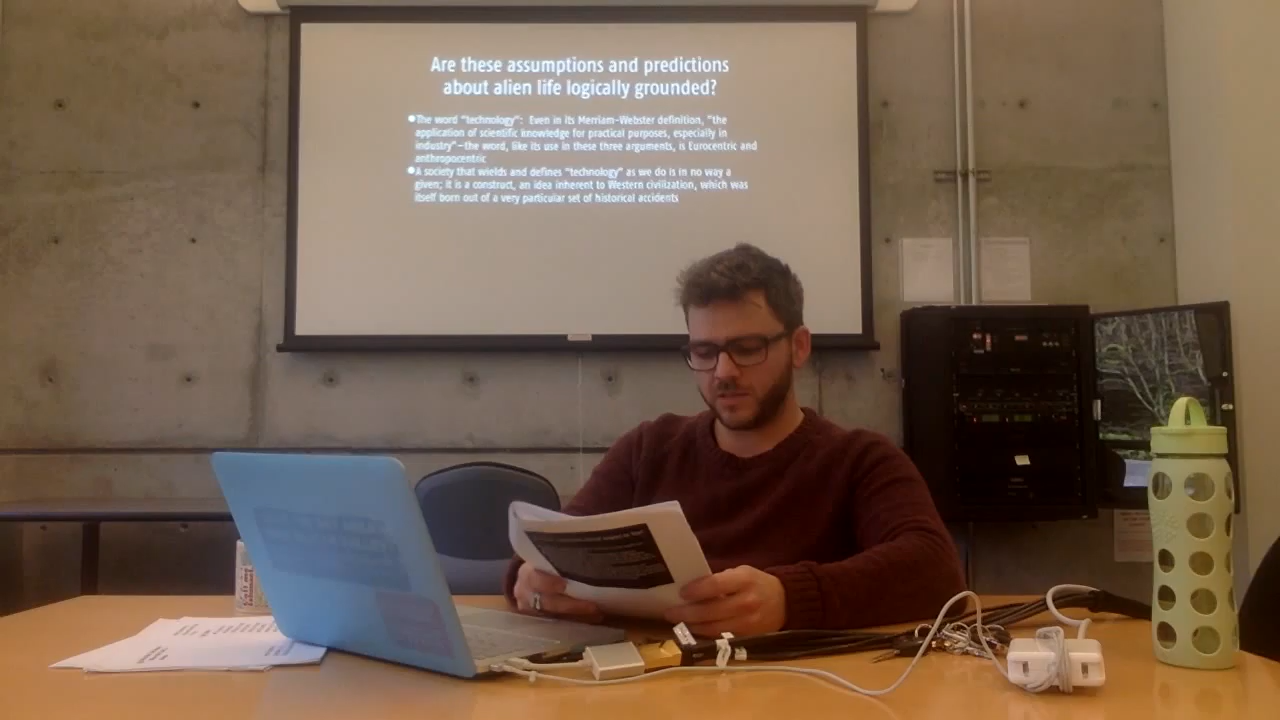 Are these assumptions and predictions
about alien life logically grounded?
The word "technology": Even in its Merriam-Webster definition, "the
application of scientific knowledge for practical purposes, especially in
industry"—the word, like its use in these three arguments, is Eurocentric and
anthropocentric
A society that wields and defines "technology" as we do is in no way a
given; it is a construct, an idea inherent to Western civilization, which was
itself born out of a very particular set of historical accidents